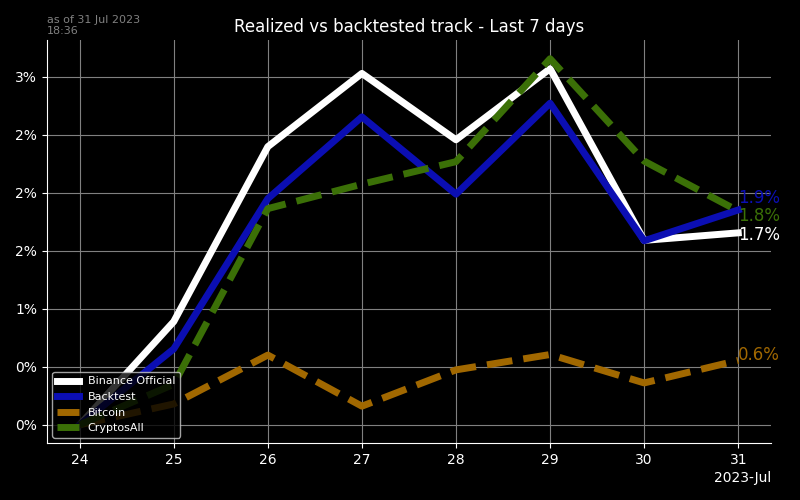 as of 31 Jul 2023
18:36
Realized vs backtested track - Last 7 days
3%
2%
2%
2%
1%
0%
0%
1.9%
1.8%
1.7%
0.6%
Binance Official
Backtest
Bitcoin
CryptosAll
24 25 26 27 28 29 30 31
2023-Jul